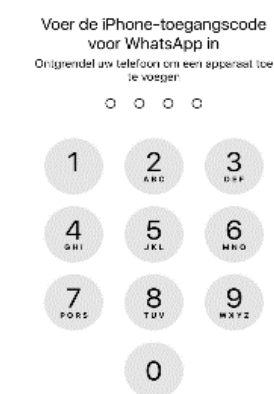 Voer de iPhone-toegangscode
voor WhatsApp in
Ontgrendel uw telefoon om een apparaat toe
te voegen
1 2 3
ABC DEF
4 5 6
GHI JKL MNO
7 8 9
PQRS TUV WXYZ
0